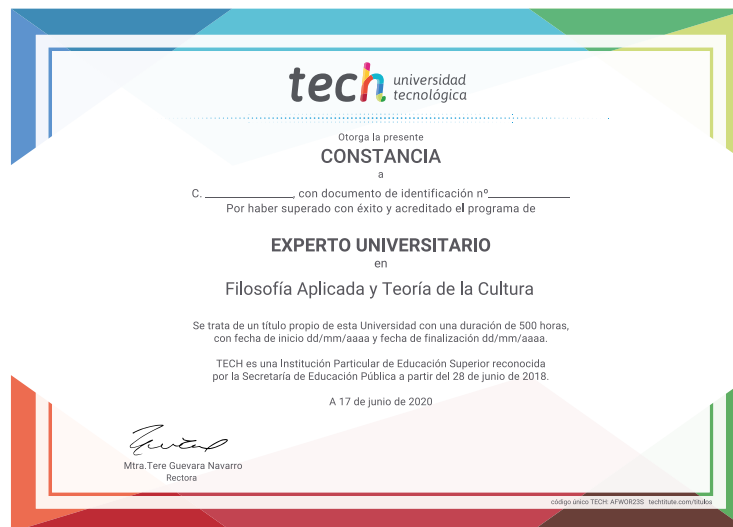 tech universidad
tecnológica
Otorga la presente
CONSTANCIA
a
C. ________________, con documento de identificación nº______________
Por haber superado con éxito y acreditado el programa de
EXPERTO UNIVERSITARIO
en
Filosofía Aplicada y Teoría de la Cultura
Se trata de un título propio de esta Universidad con una duración de 500 horas,
con fecha de inicio dd/mm/aaaa y fecha de finalización dd/mm/aaaa.
TECH es una Institución Particular de Educación Superior reconocida
por la Secretaría de Educación Pública a partir del 28 de junio de 2018.
A 17 de junio de 2020
Mtra.Tere Guevara Navarro
Rectora
código único TECH: AFWOR23S techtitute.com/titulos